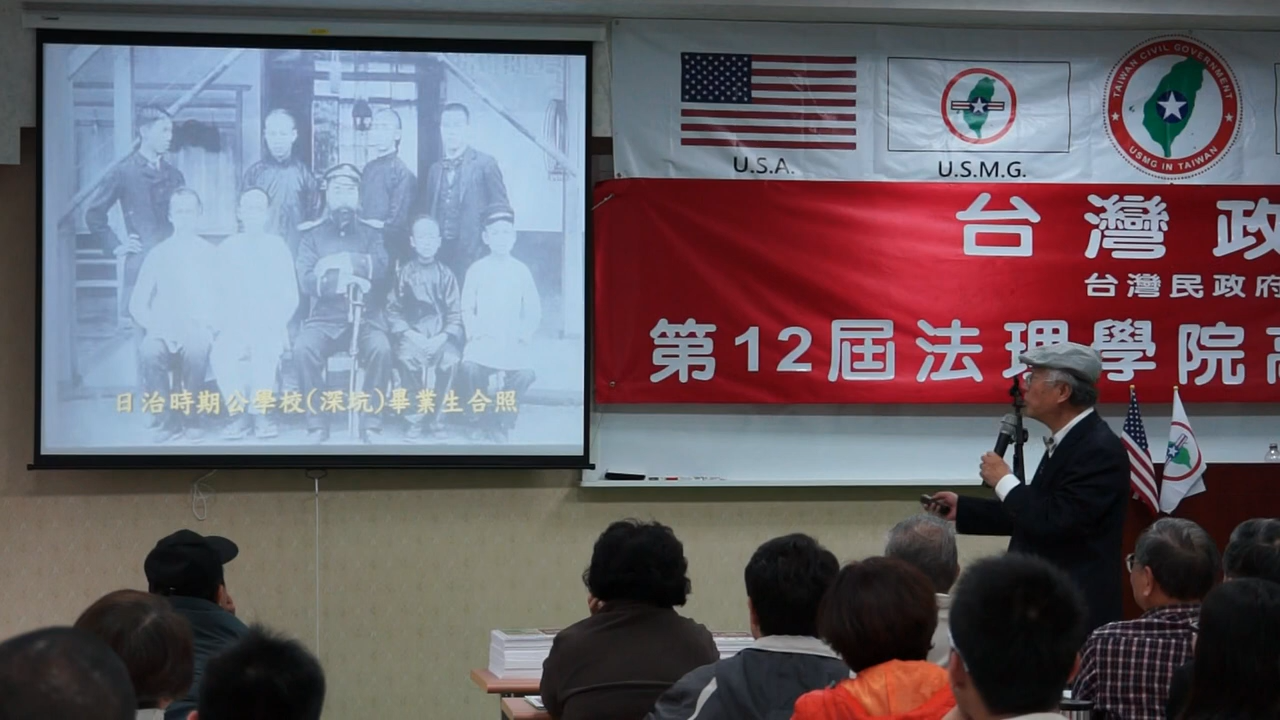 日治時期公學校(深坑)畢業生合照
U.S.A.
U.S.M.G.
TAIWAN CIVIL GOVERNMENT
USMG IN TAIWAN
台灣政
台灣民政府
第12屆法理學院高